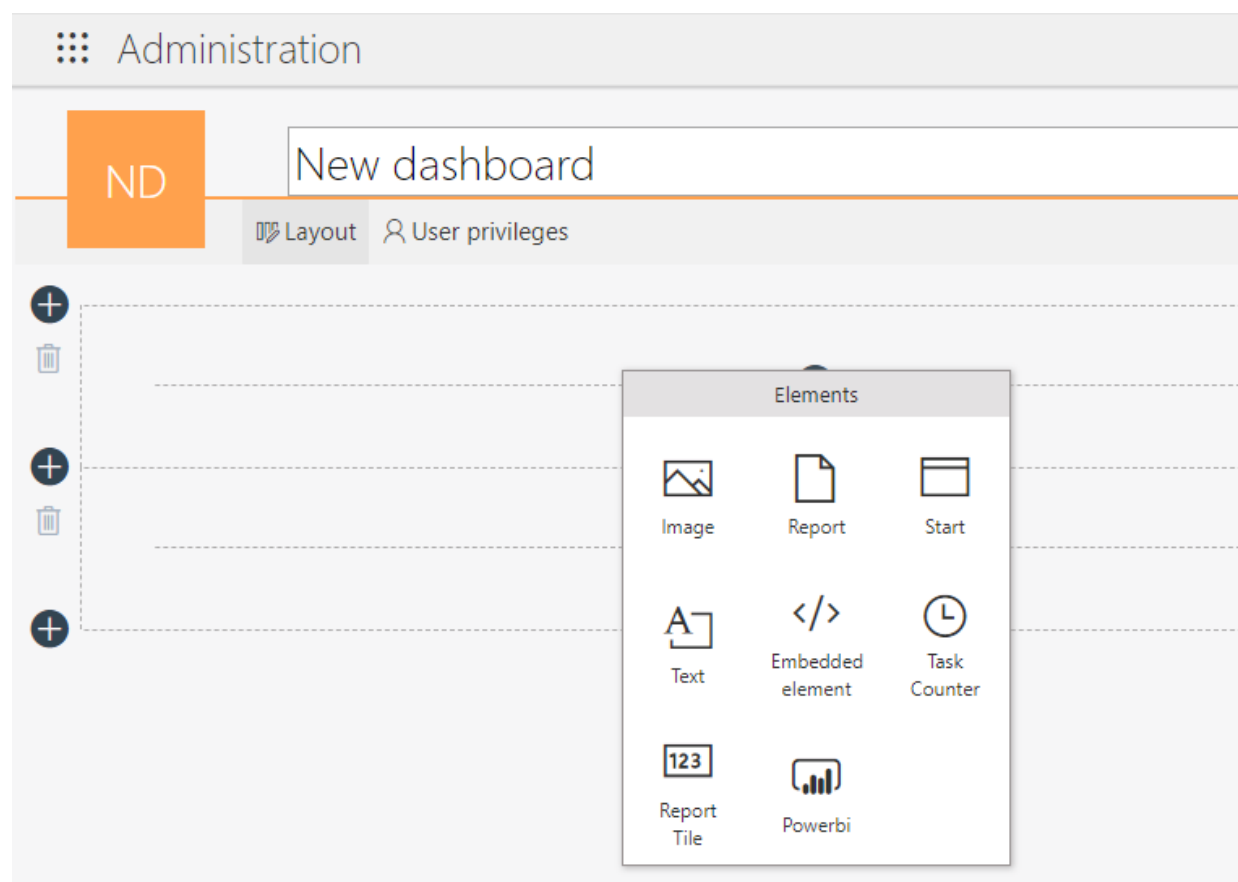 Administration
ND
New dashboard
Layout
User privileges
Elements
Image
Report
Start
A
Text
</>
Embedded
element
Task
Counter
123
Report
Tile
Powerbi